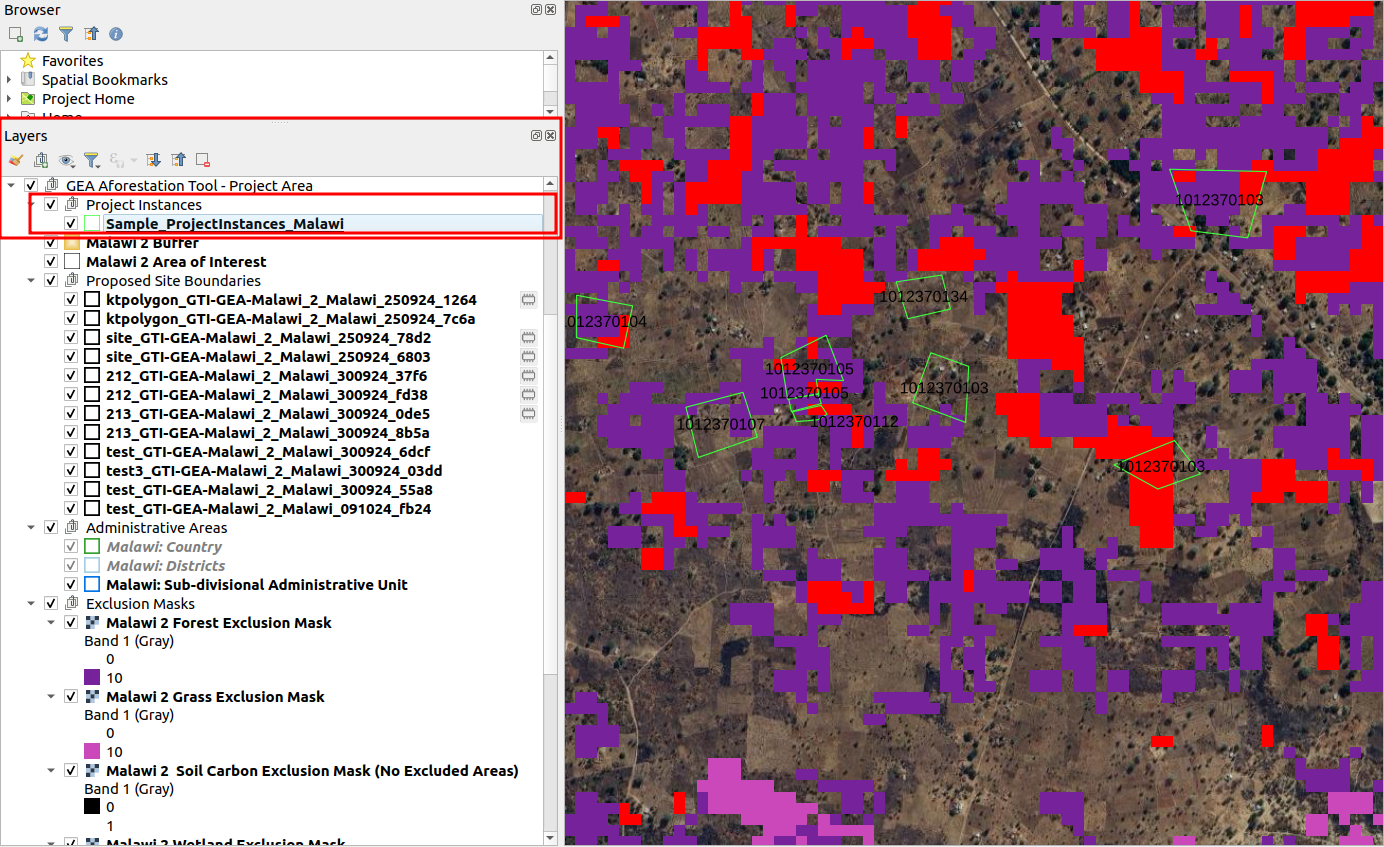 Browser
Favorites
Spatial Bookmarks
Project Home
Home
Layers
GEA Aforestation Tool - Project Area
Project Instances
Sample_ProjectInstances_Malawi
Malawi 2 Buffer
Malawi 2 Area of Interest
Proposed Site Boundaries
ktpolygon_GTI-GEA-Malawi_2_Malawi_250924_1264
ktpolygon_GTI-GEA-Malawi_2_Malawi_250924_7c6a
site_GTI-GEA-Malawi_2_Malawi_250924_78d2
site_GTI-GEA-Malawi_2_Malawi_250924_6803
212_GTI-GEA-Malawi_2_Malawi_300924_37f6
212_GTI-GEA-Malawi_2_Malawi_300924_fd38
213_GTI-GEA-Malawi_2_Malawi_300924_0de5
213_GTI-GEA-Malawi_2_Malawi_300924_8b5a
test_GTI-GEA-Malawi_2_Malawi_300924_6dcf
test3_GTI-GEA-Malawi_2_Malawi_300924_03dd
test_GTI-GEA-Malawi_2_Malawi_300924_55a8
test_GTI-GEA-Malawi_2_Malawi_091024_fb24
Administrative Areas
Malawi: Country
Malawi: Districts
Malawi: Sub-divisional Administrative Unit
Exclusion Masks
Malawi 2 Forest Exclusion Mask
Band 1 (Gray)
0
10
Malawi 2 Grass Exclusion Mask
Band 1 (Gray)
0
10
Malawi 2  Soil Carbon Exclusion Mask (No Excluded Areas)
Band 1 (Gray)
0
1
Malawi 2 Wetland Exclusion Mask
1012370103
1012370134
1012370104
1012370105
1012370103
1012370105
1012370112
1012370107
1012370103